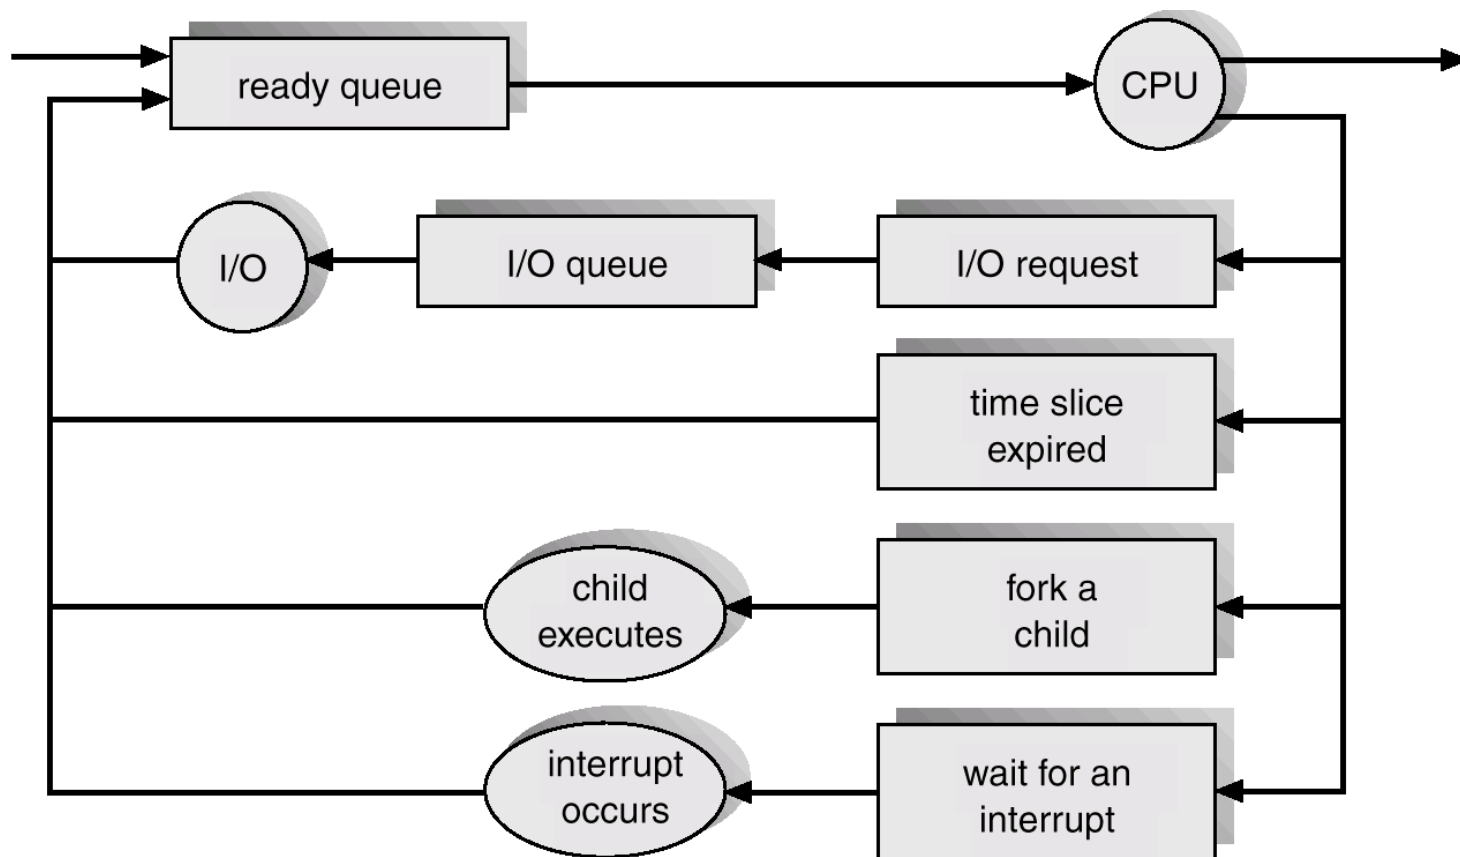 ready queue
CPU
I/O
I/O queue
I/O request
time slice
expired
child
executes
fork a
child
interrupt
occurs
wait for an
interrupt